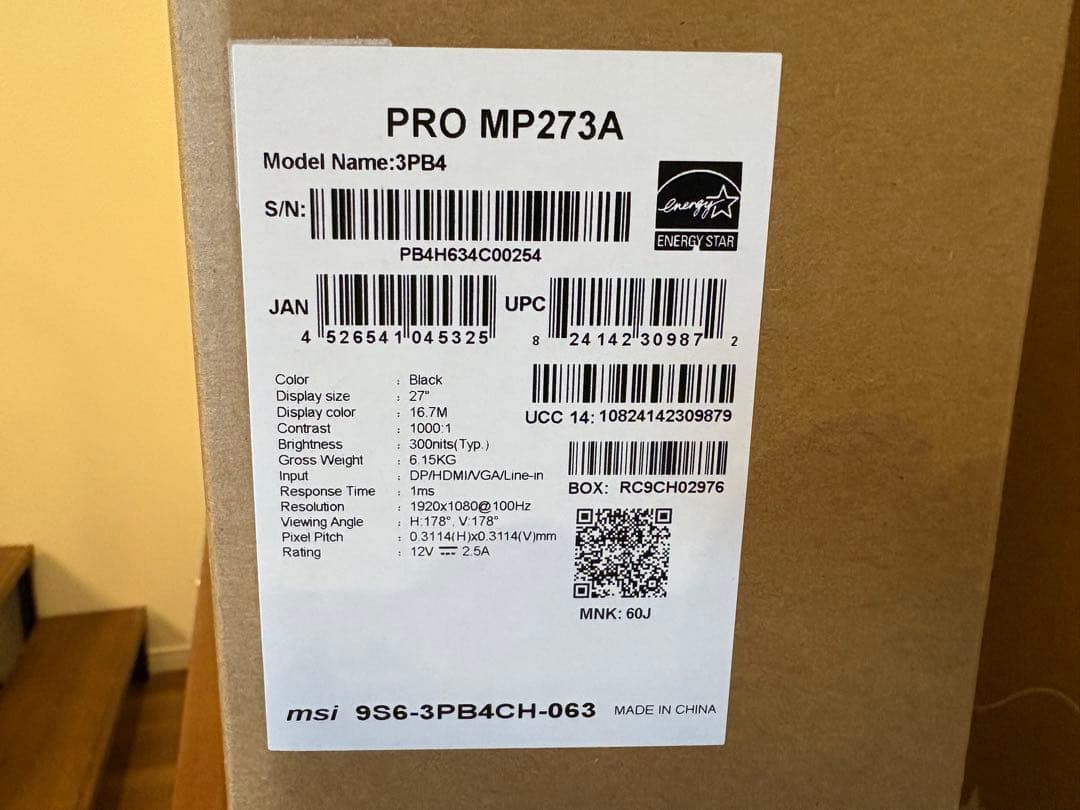 PRO MP273A
Model Name:3PB4
S/N:
PB4H634C00254
energy
ENERGY STAR
JAN
4 526541 045325
UPC
8 24142 30987 2
UCC 14: 10824142309879
BOX: RC9CH02976
MNK: 60J
Color : Black
Display size : 27"
Display color : 16.7M
Contrast : 1000:1
Brightness : 300nits(Typ.)
Gross Weight : 6.15KG
Input : DP/HDMI/VGA/Line-in
Response Time : 1ms
Resolution : 1920x1080@100Hz
Viewing Angle : H:178°, V:178°
Pixel Pitch : 0.3114(H)x0.3114(V)mm
Rating : 12V ⎓ 2.5A
msi 9S6-3PB4CH-063 MADE IN CHINA